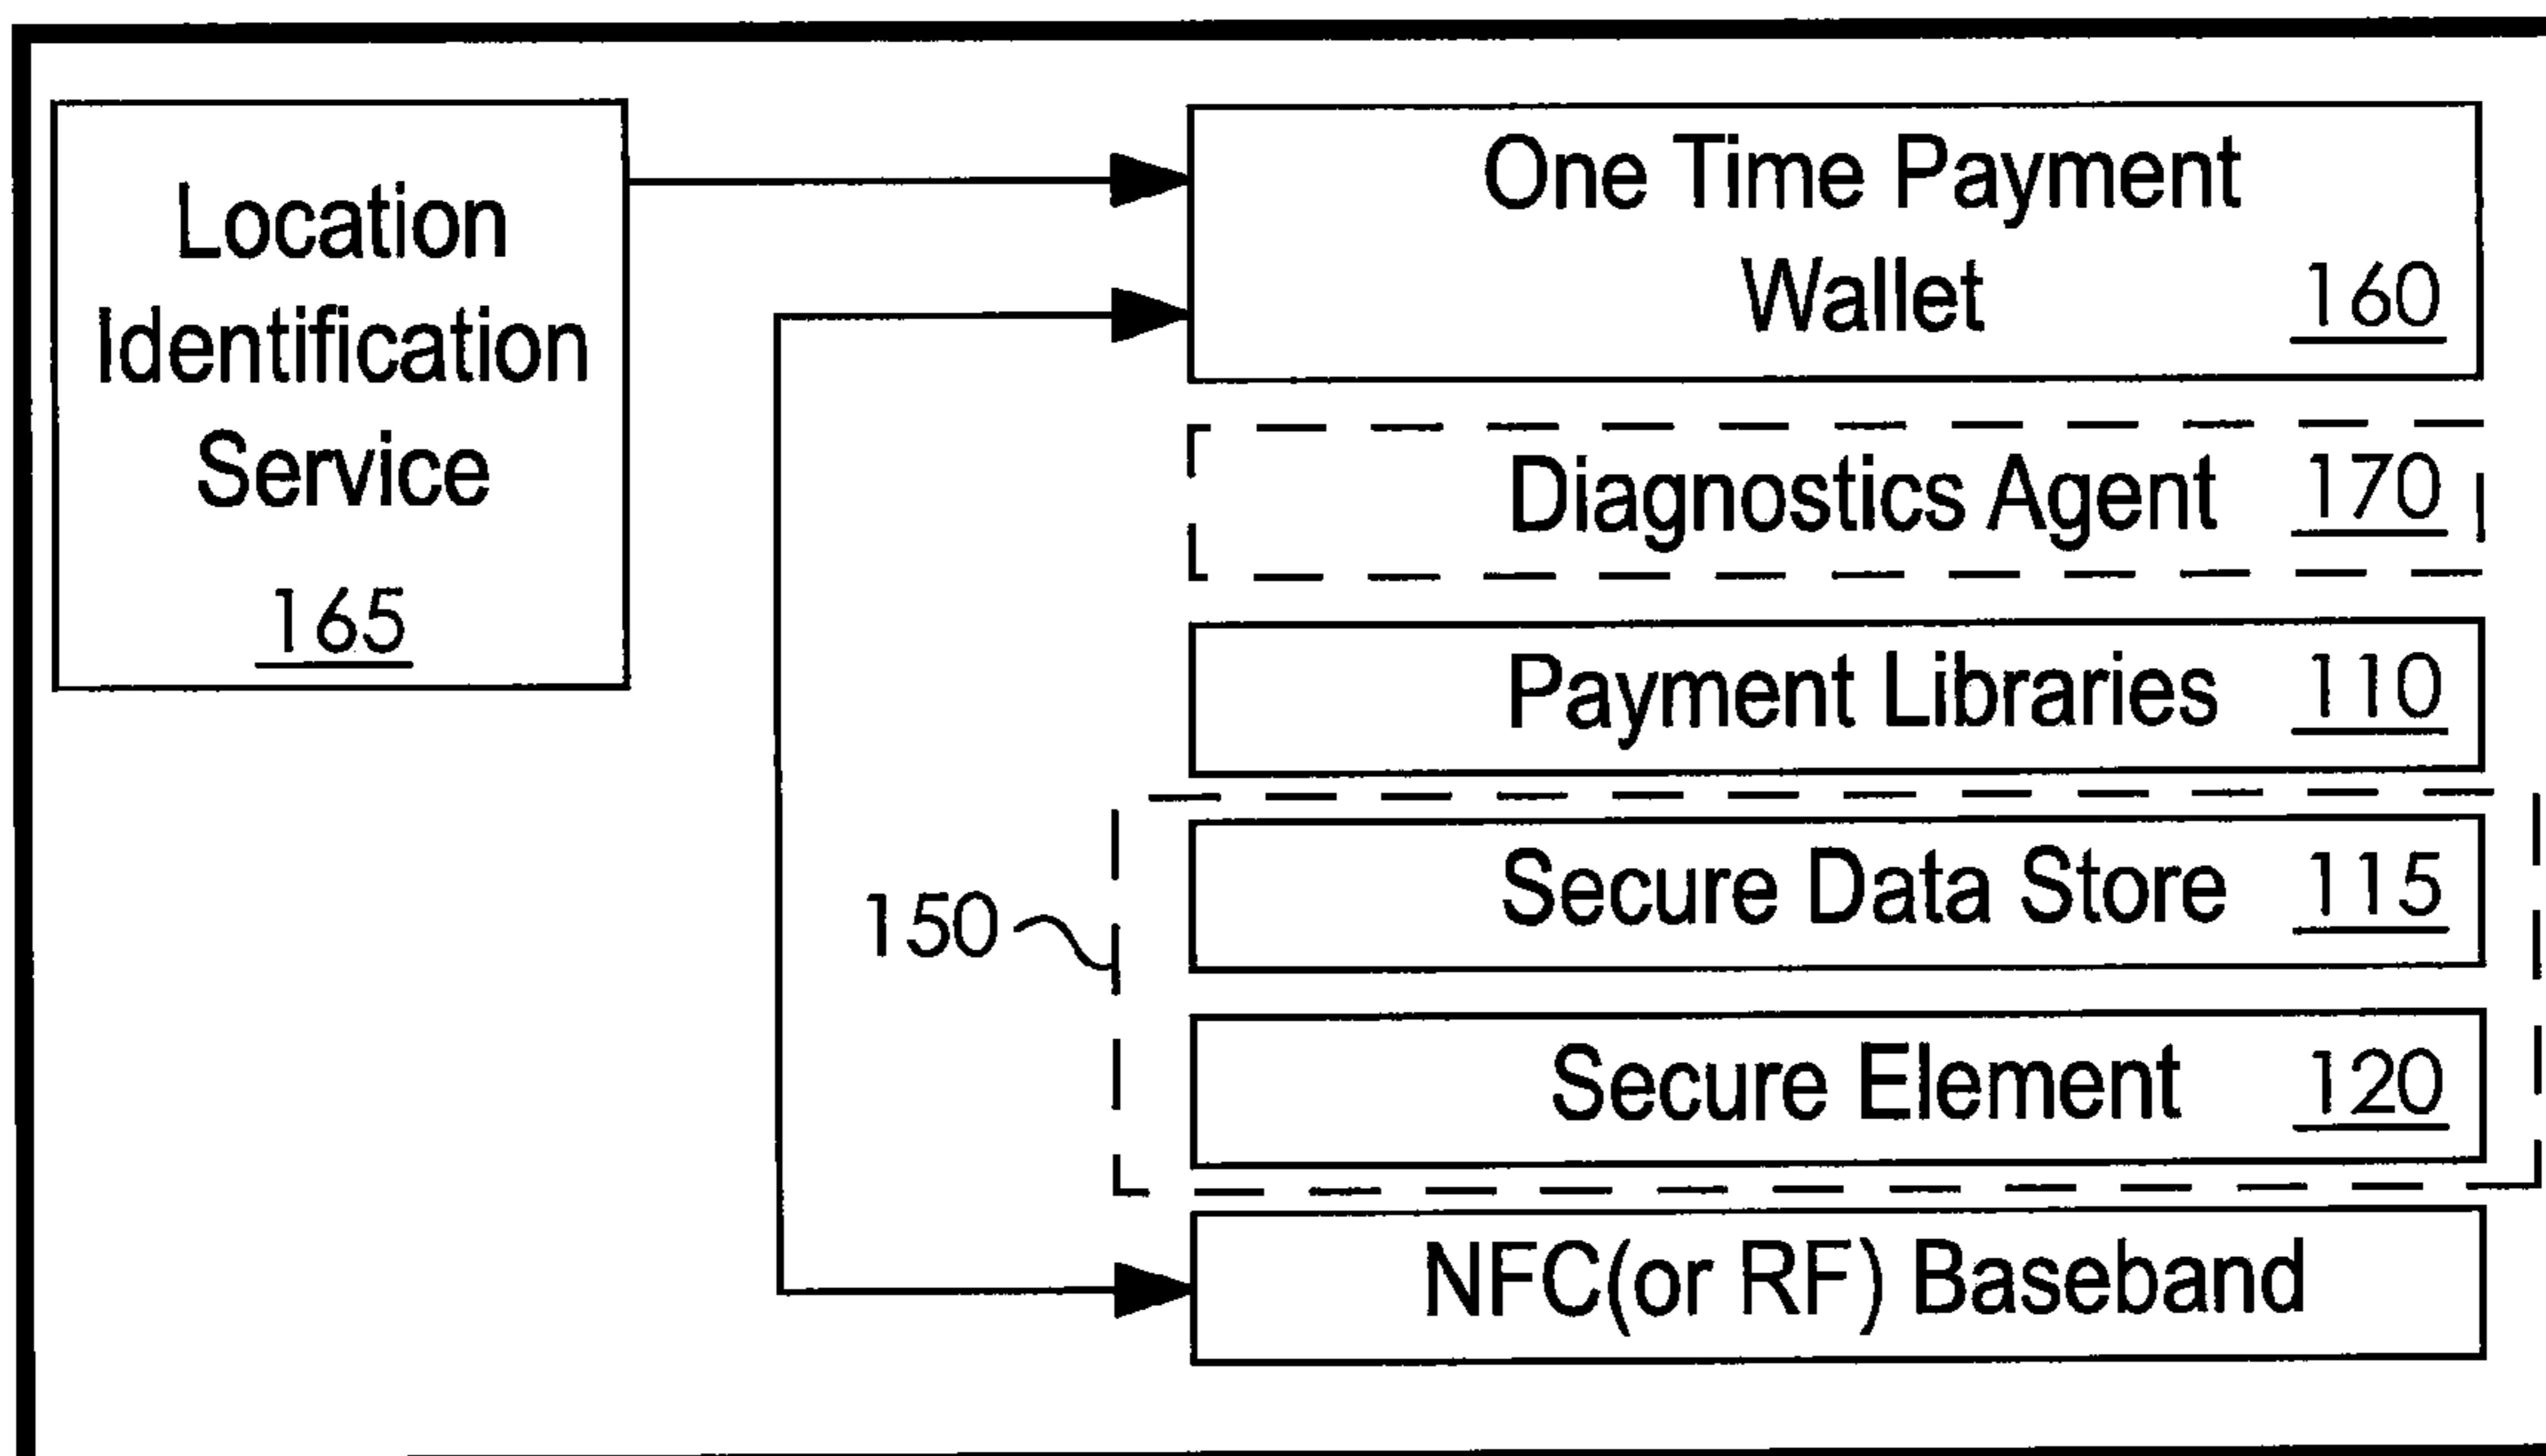 Location
Identification
Service
165
One Time Payment
Wallet 160
Diagnostics Agent 170
Payment Libraries 110
150
Secure Data Store 115
Secure Element 120
NFC(or RF) Baseband